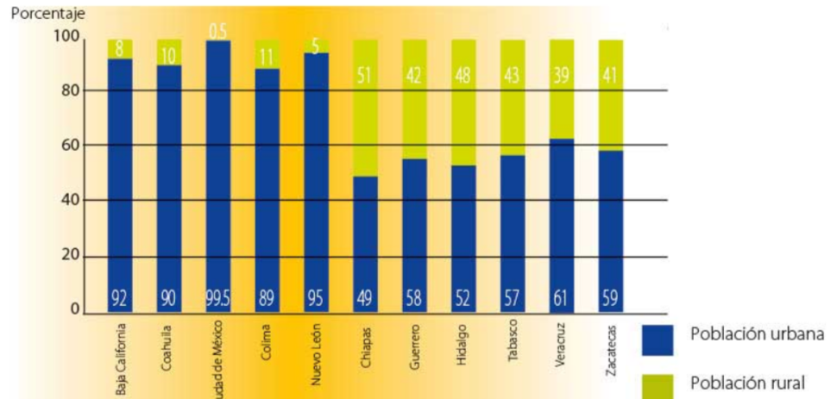 Porcentaje
100
80
60
40
20
0
8
10
0.5
11
5
51
42
48
43
39
41
92
90
99.5
89
95
49
58
52
57
61
59
Baja California
Coahuila
udad de México
Colima
Nuevo León
Chiapas
Guerrero
Hidalgo
Tabasco
Veracruz
Zacatecas
Población urbana
Población rural